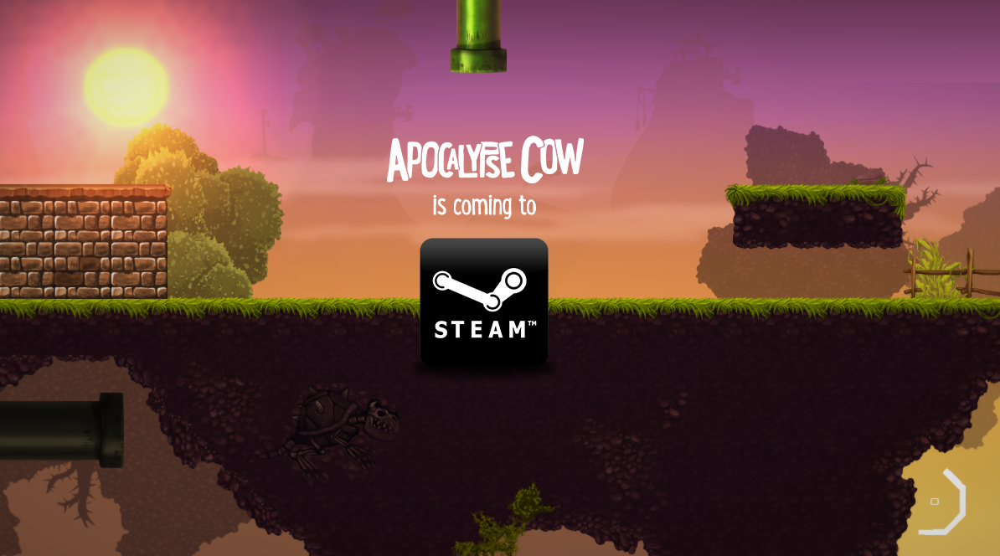 APOCALYPSE COW
is coming to
STEAM™